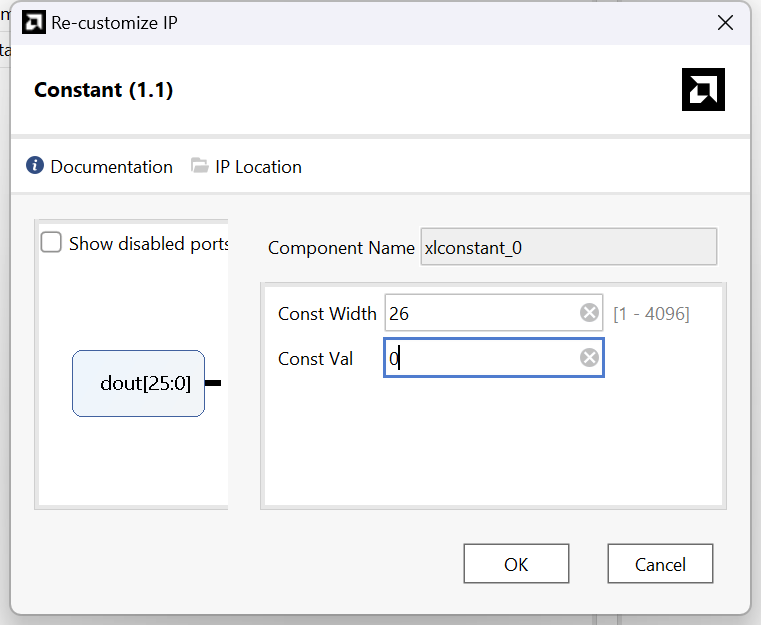 Re-customize IP
Constant (1.1)
i Documentation IP Location
Show disabled ports
Component Name xlconstant_0
Const Width 26 [1 - 4096]
Const Val 0
dout[25:0]
OK Cancel